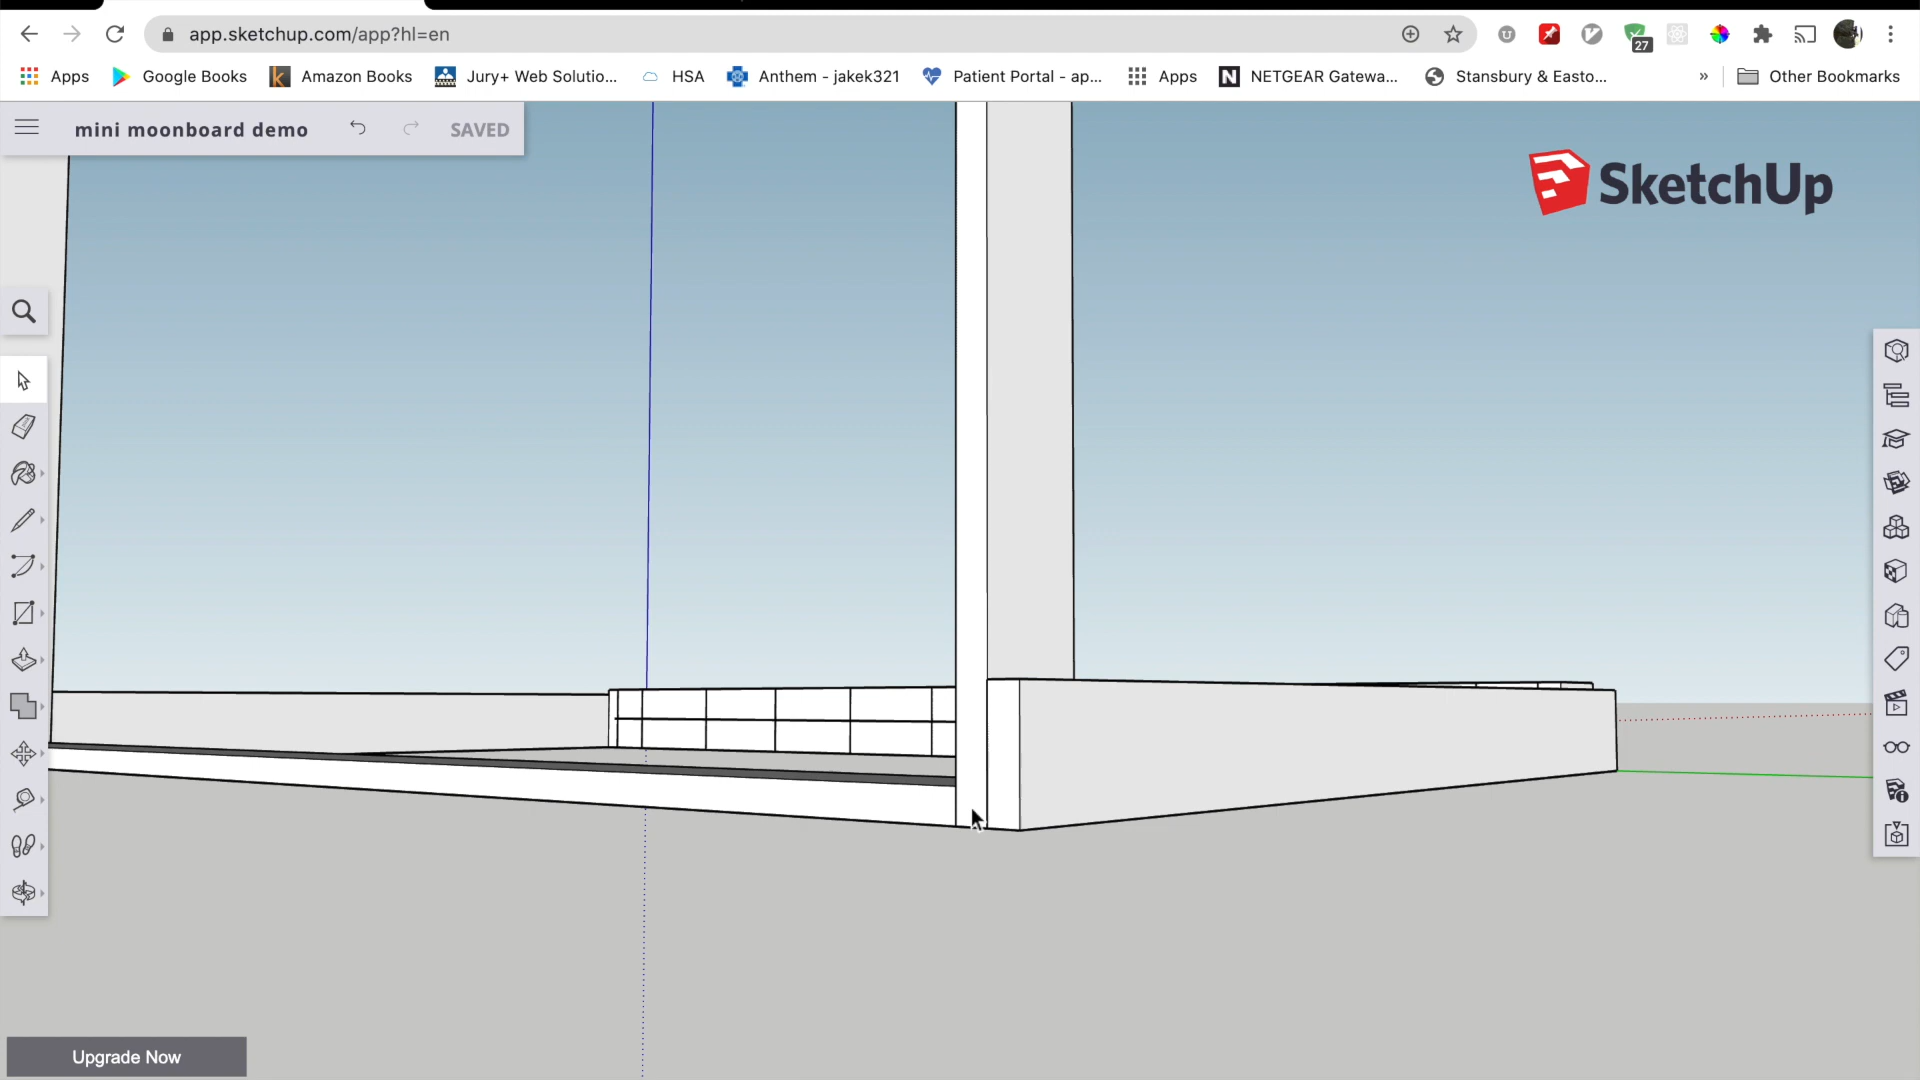 app.sketchup.com/app?hl=en
27
Apps
Google Books
Amazon Books
Jury+ Web Solutio...
HSA
Anthem - jakek321
Patient Portal - ap...
Apps
N
NETGEAR Gatewa...
Stansbury & Easto...
»
Other Bookmarks
mini moonboard demo
SAVED
SketchUp
Upgrade Now